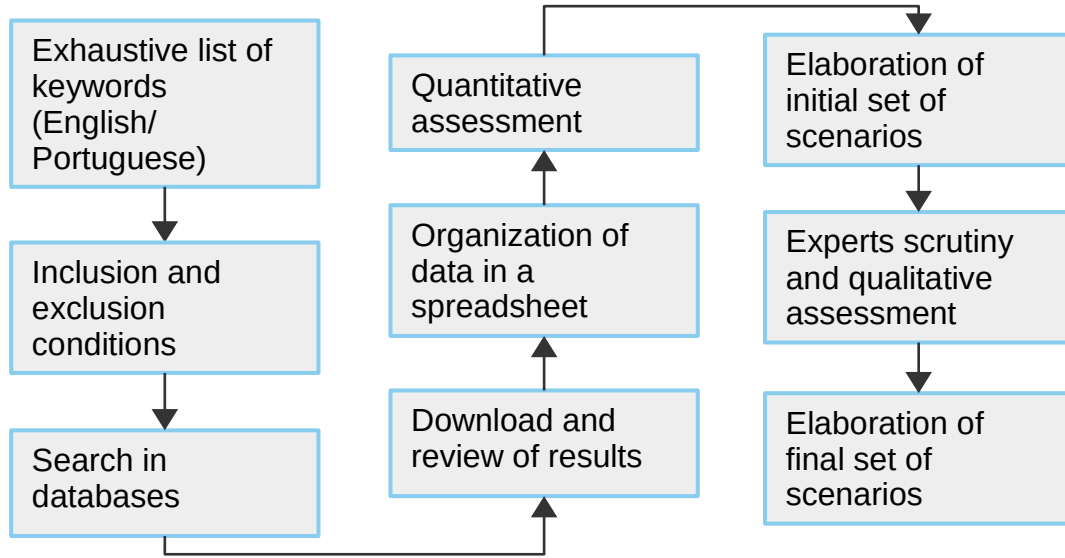 Exhaustive list of
keywords
(English/
Portuguese)
Inclusion and
exclusion
conditions
Search in
databases
Download and
review of results
Organization of
data in a
spreadsheet
Quantitative
assessment
Elaboration of
initial set of
scenarios
Experts scrutiny
and qualitative
assessment
Elaboration of
final set of
scenarios